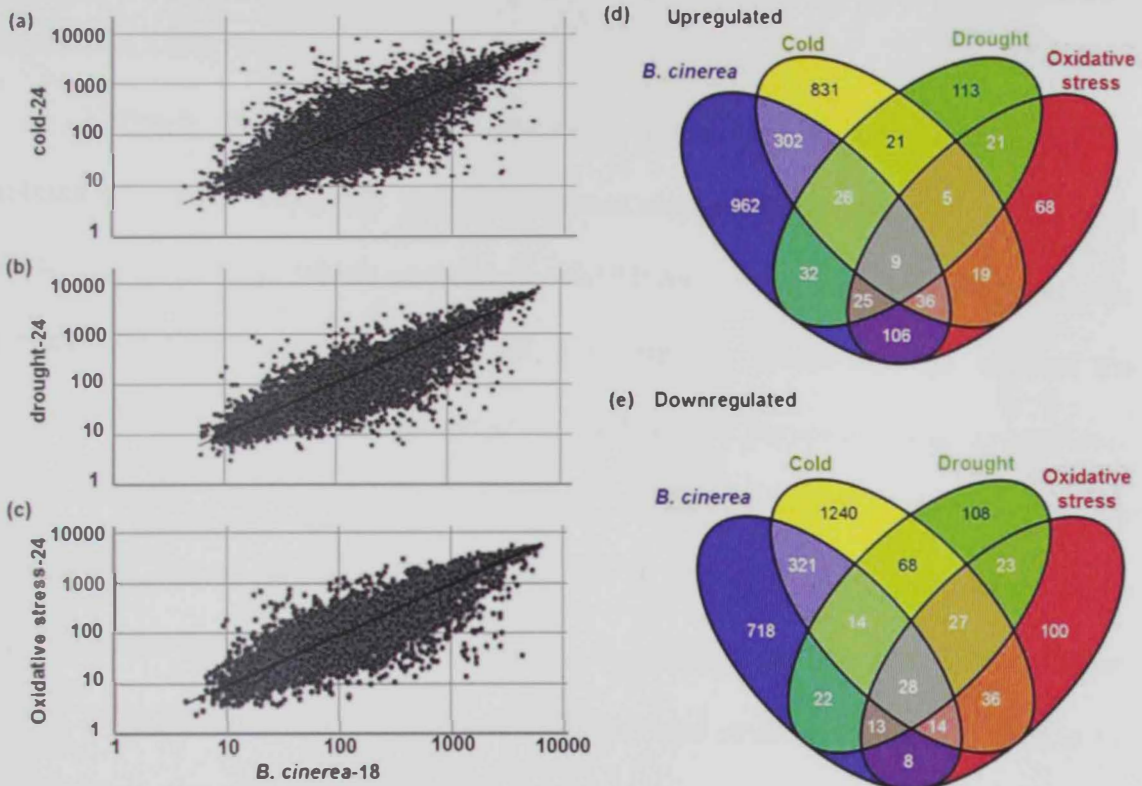 (a)
10000
1000
100
10
1
cold-24
(b)
10000
1000
100
10
1
drought-24
(c)
10000
1000
100
10
1
Oxidative stress-24
1 10 100 1000 10000
B. cinerea-18
(d) Upregulated
Cold
Drought
B. cinerea
Oxidative
stress
831
113
302
21
21
962
26
5
68
32
9
19
25
36
106
(e) Downregulated
Cold
Drought
B. cinerea
Oxidative
stress
1240
108
321
68
23
718
14
27
100
22
28
36
13
14
8